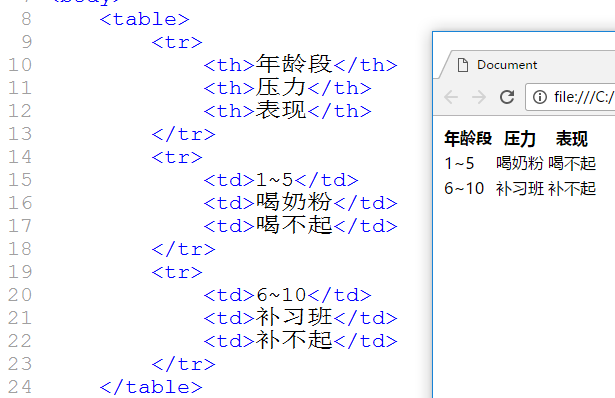 8 <table>
9 <tr>
10 <th>年龄段</th>
11 <th>压力</th>
12 <th>表现</th>
13 </tr>
14 <tr>
15 <td>1~5</td>
16 <td>喝奶粉</td>
17 <td>喝不起</td>
18 </tr>
19 <tr>
20 <td>6~10</td>
21 <td>补习班</td>
22 <td>补不起</td>
23 </tr>
24 </table>
Document
file:///C:/
年龄段 压力 表现
1~5 喝奶粉 喝不起
6~10 补习班 补不起